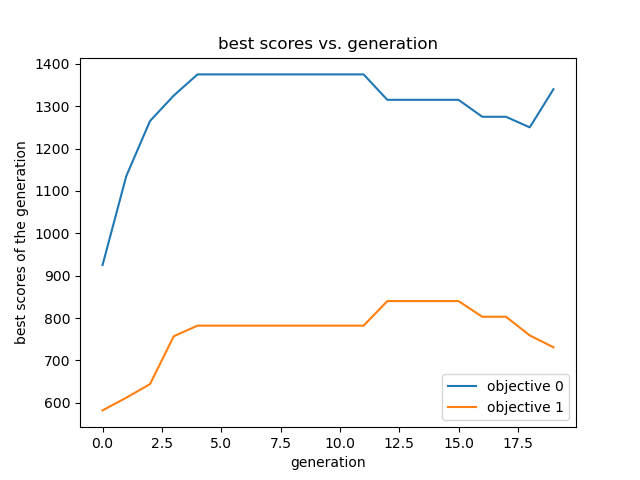 best scores vs. generation
best scores of the generation
1400
1300
1200
1100
1000
900
800
700
600
0.0 2.5 5.0 7.5 10.0 12.5 15.0 17.5
generation
objective 0
objective 1